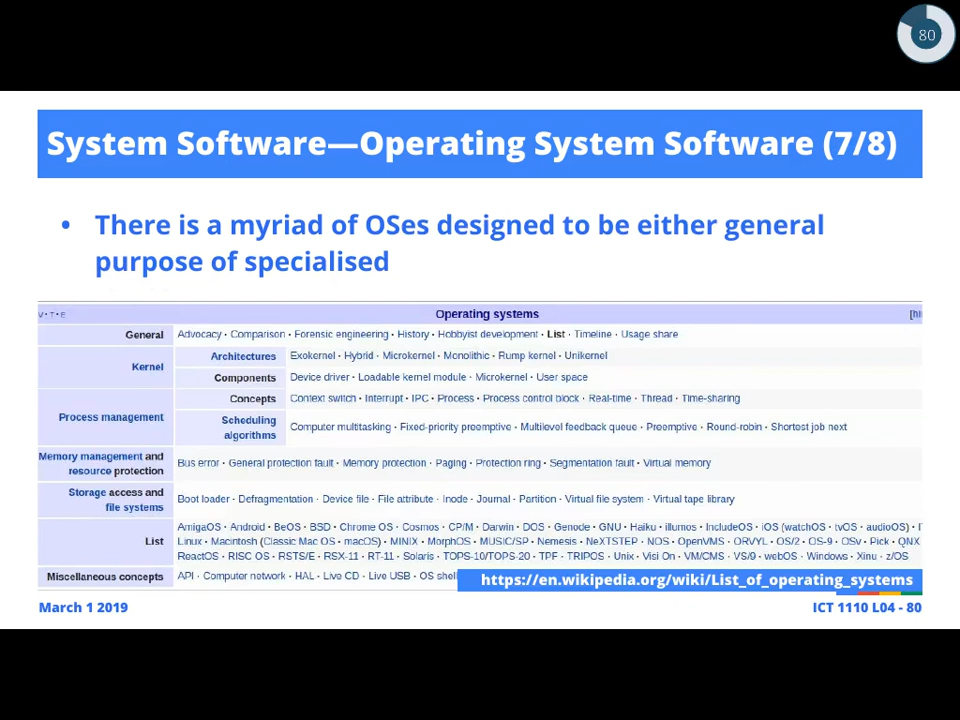 80
System Software—Operating System Software (7/8)
• There is a myriad of OSes designed to be either general
purpose of specialised
V · T · E Operating systems [hi
General Advocacy · Comparison · Forensic engineering · History · Hobbyist development · List · Timeline · Usage share
Kernel
Architectures Exokernel · Hybrid · Microkernel · Monolithic · Rump kernel · Unikernel
Components Device driver · Loadable kernel module · Microkernel · User space
Process management
Concepts Context switch · Interrupt · IPC · Process · Process control block · Real-time · Thread · Time-sharing
Scheduling
algorithms
Computer multitasking · Fixed-priority preemptive · Multilevel feedback queue · Preemptive · Round-robin · Shortest job next
Memory management and
resource protection
Bus error · General protection fault · Memory protection · Paging · Protection ring · Segmentation fault · Virtual memory
Storage access and
file systems
Boot loader · Defragmentation · Device file · File attribute · Inode · Journal · Partition · Virtual file system · Virtual tape library
List
AmigaOS · Android · BeOS · BSD · Chrome OS · Cosmos · CP/M · Darwin · DOS · Genode · GNU · Haiku · illumos · IncludeOS · iOS (watchOS · tvOS · audioOS) ·
Linux · Macintosh (Classic Mac OS · macOS) · MINIX · MorphOS · MUSIC/SP · Nemesis · NeXTSTEP · NOS · OpenVMS · ORVYL · OS/2 · OS-9 · OSv · Pick · QNX
ReactOS · RISC OS · RSTS/E · RSX-11 · RT-11 · Solaris · TOPS-10/TOPS-20 · TPF · TRIPOS · Unix · Visi On · VM/CMS · VS/9 · webOS · Windows · Xinu · z/OS
Miscellaneous concepts API · Computer network · HAL · Live CD · Live USB · OS shell
https://en.wikipedia.org/wiki/List_of_operating_systems
March 1 2019 ICT 1110 L04 - 80